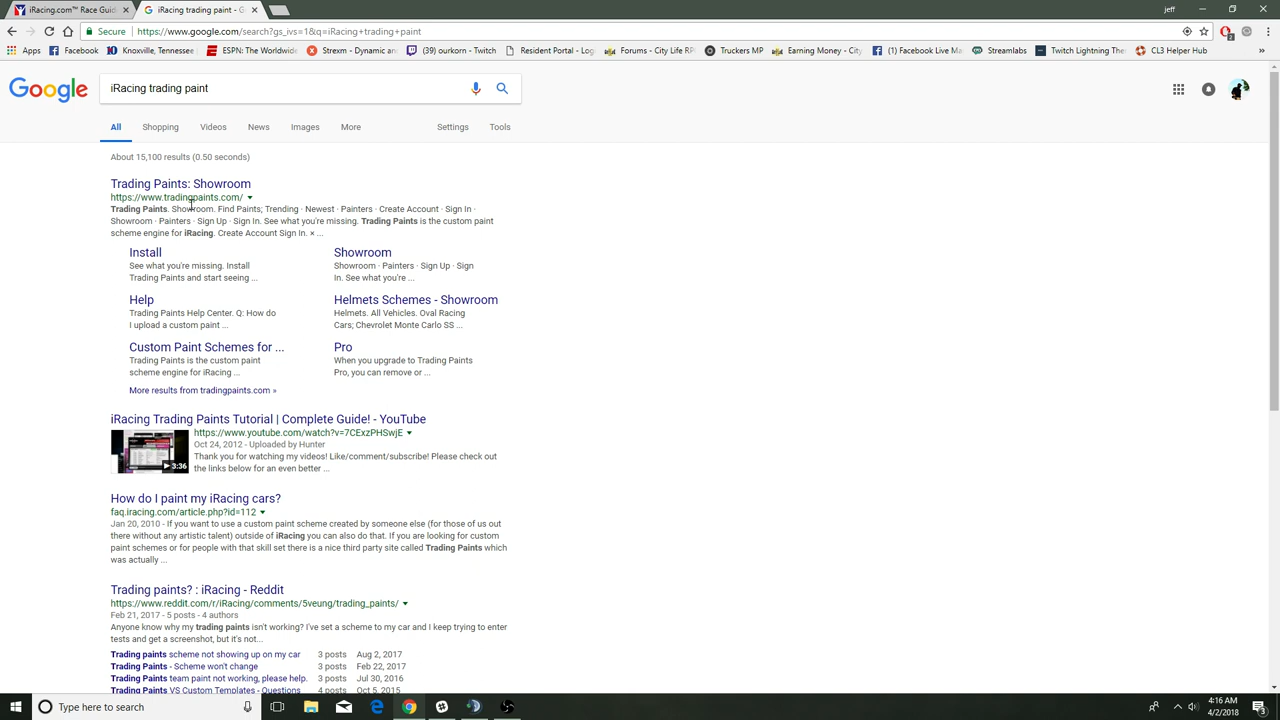 iRacing.com™ Race Guid
iRacing trading paint - G
jeff
Secure
https://www.google.com/search?gs_ivs=1&q=iRacing+trading+paint
Apps
Facebook
Knoxville, Tennessee
ESPN: The Worldwide
Strexm - Dynamic an
(39) ourkorn - Twitch
Resident Portal - Log
Forums - City Life RP
Truckers MP
Earning Money - City
(1) Facebook Live Ma
Streamlabs
Twitch Lightning The
CL3 Helper Hub
Google
iRacing trading paint
All
Shopping
Videos
News
Images
More
Settings
Tools
About 15,100 results (0.50 seconds)
Trading Paints: Showroom
https://www.tradingpaints.com/
Trading Paints. Showroom. Find Paints; Trending · Newest · Painters · Create Account · Sign In ·
Showroom · Painters · Sign Up · Sign In. See what you're missing. Trading Paints is the custom paint
scheme engine for iRacing. Create Account Sign In. × ...
Install
See what you're missing. Install
Trading Paints and start seeing ...
Showroom
Showroom · Painters · Sign Up · Sign
In. See what you're ...
Help
Trading Paints Help Center. Q: How do
I upload a custom paint ...
Helmets Schemes - Showroom
Helmets. All Vehicles. Oval Racing
Cars; Chevrolet Monte Carlo SS ...
Custom Paint Schemes for ...
Trading Paints is the custom paint
scheme engine for iRacing ...
Pro
When you upgrade to Trading Paints
Pro, you can remove or ...
More results from tradingpaints.com »
iRacing Trading Paints Tutorial | Complete Guide! - YouTube
https://www.youtube.com/watch?v=7CExzPHSwjE
Oct 24, 2012 - Uploaded by Hunter
Thank you for watching my videos! Like/comment/subscribe! Please check out
the links below for an even better ...
3:36
How do I paint my iRacing cars?
faq.iracing.com/article.php?id=112
Jan 20, 2010 - If you want to use a custom paint scheme created by someone else (for those of us out
there without any artistic talent) outside of iRacing you can also do that. If you are looking for custom
paint schemes or for people with that skill set there is a nice third party site called Trading Paints which
was actually ...
Trading paints? : iRacing - Reddit
https://www.reddit.com/r/iRacing/comments/5veung/trading_paints/
Feb 21, 2017 - 5 posts - 4 authors
Anyone know why my trading paints isn't working? I've set a scheme to my car and I keep trying to enter
tests and get a screenshot, but it's not...
Trading paints scheme not showing up on my car 3 posts Aug 2, 2017
Trading Paints - Scheme won't change 3 posts Feb 22, 2017
Trading Paints team paint not working, please help. 3 posts Jul 30, 2016
Trading Paints VS Custom Templates - Questions 4 posts Oct 5, 2015
Type here to search
4:16 AM
4/2/2018